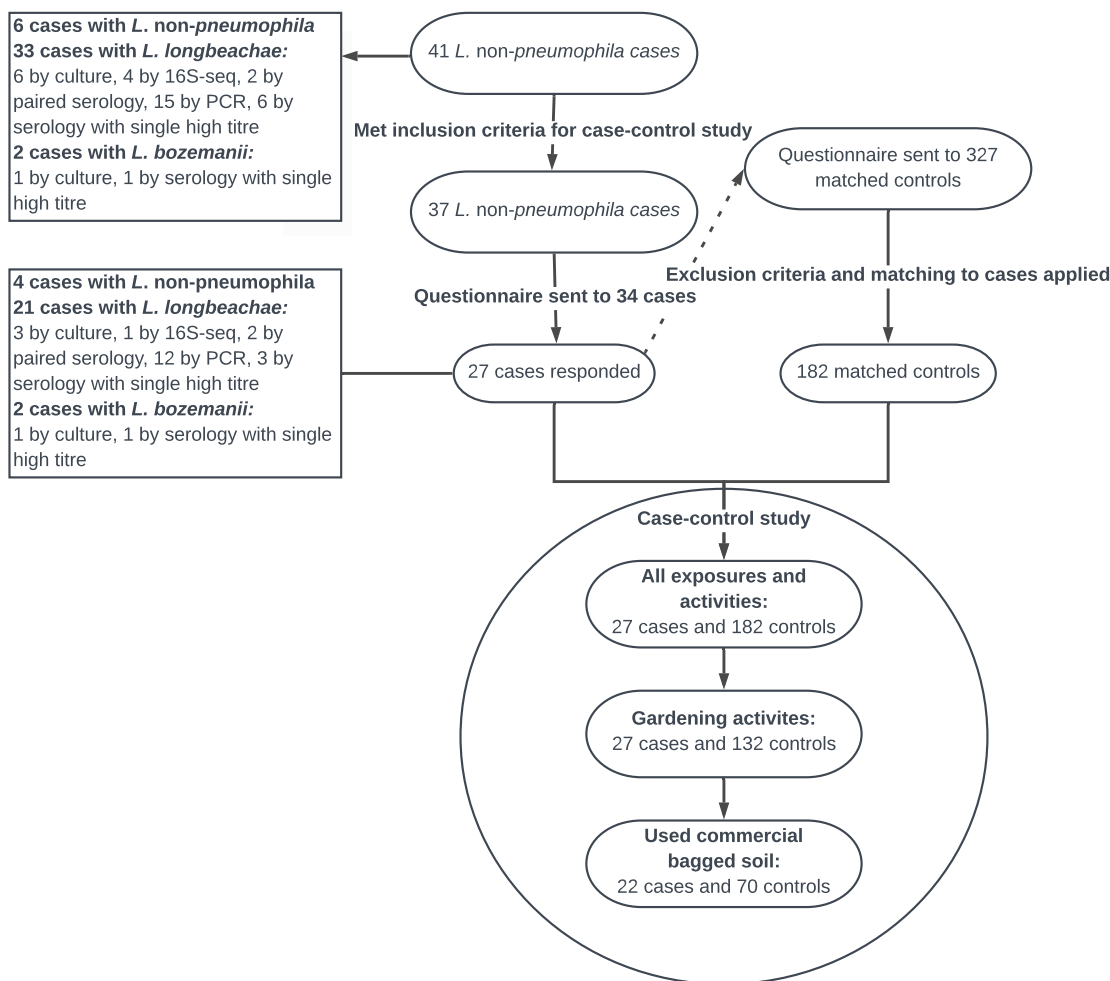 6 cases with L. non-pneumophila
33 cases with L. longbeachae:
6 by culture, 4 by 16S-seq, 2 by
paired serology, 15 by PCR, 6 by
serology with single high titre
2 cases with L. bozemanii:
1 by culture, 1 by serology with single
high titre
41 L. non-pneumophila cases
Met inclusion criteria for case-control study
37 L. non-pneumophila cases
Questionnaire sent to 327
matched controls
Exclusion criteria and matching to cases applied
Questionnaire sent to 34 cases
4 cases with L. non-pneumophila
21 cases with L. longbeachae:
3 by culture, 1 by 16S-seq, 2 by
paired serology, 12 by PCR, 3 by
serology with single high titre
2 cases with L. bozemanii:
1 by culture, 1 by serology with single
high titre
27 cases responded
182 matched controls
Case-control study
All exposures and
activities:
27 cases and 182 controls
Gardening activites:
27 cases and 132 controls
Used commercial
bagged soil:
22 cases and 70 controls